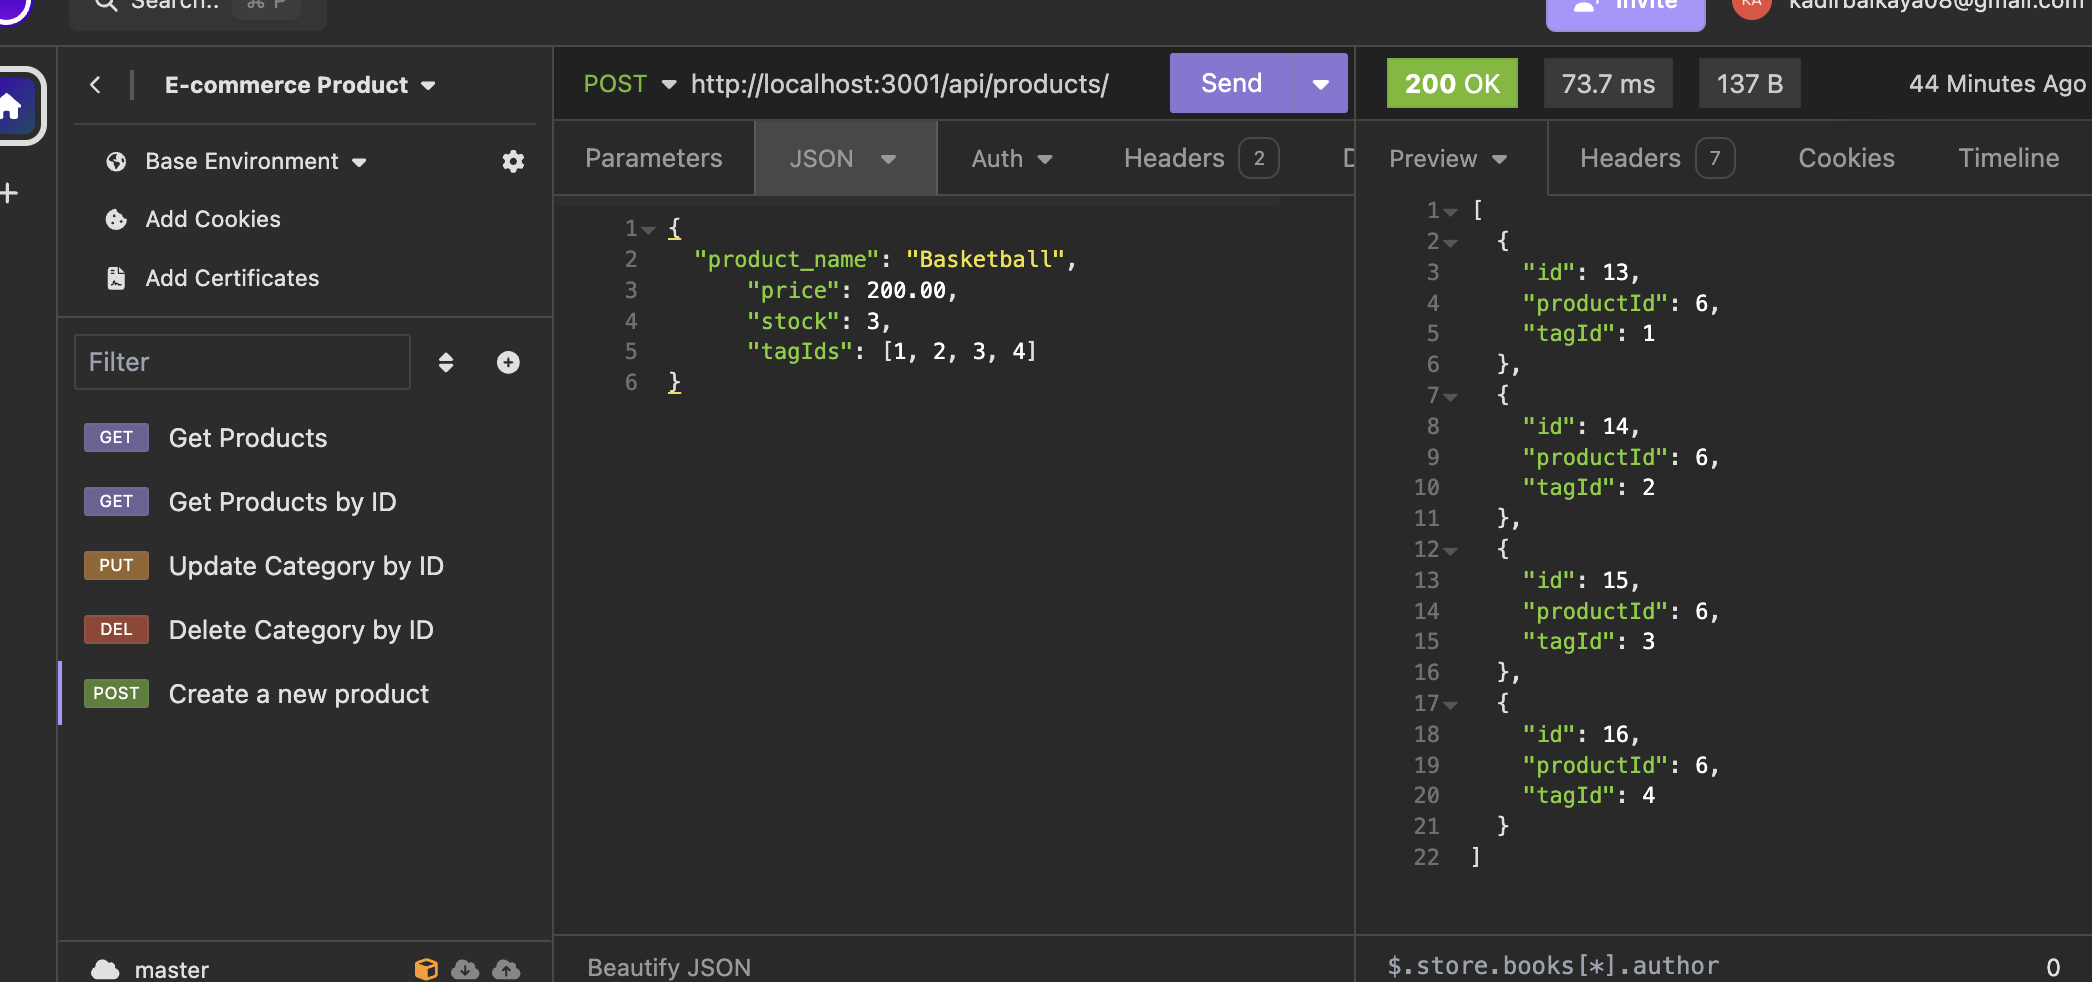 Search..
⌘ P
Invite
KA
kadirbalkaya08@gmail.com
E-commerce Product
Base Environment
Add Cookies
Add Certificates
Filter
GET Get Products
GET Get Products by ID
PUT Update Category by ID
DEL Delete Category by ID
POST Create a new product
master
POST http://localhost:3001/api/products/ Send
Parameters JSON Auth Headers 2
1 {
2 "product_name": "Basketball",
3 "price": 200.00,
4 "stock": 3,
5 "tagIds": [1, 2, 3, 4]
6 }
Beautify JSON
200 OK 73.7 ms 137 B 44 Minutes Ago
Preview Headers 7 Cookies Timeline
1 [
2 {
3 "id": 13,
4 "productId": 6,
5 "tagId": 1
6 },
7 {
8 "id": 14,
9 "productId": 6,
10 "tagId": 2
11 },
12 {
13 "id": 15,
14 "productId": 6,
15 "tagId": 3
16 },
17 {
18 "id": 16,
19 "productId": 6,
20 "tagId": 4
21 }
22 ]
$.store.books[*].author 0